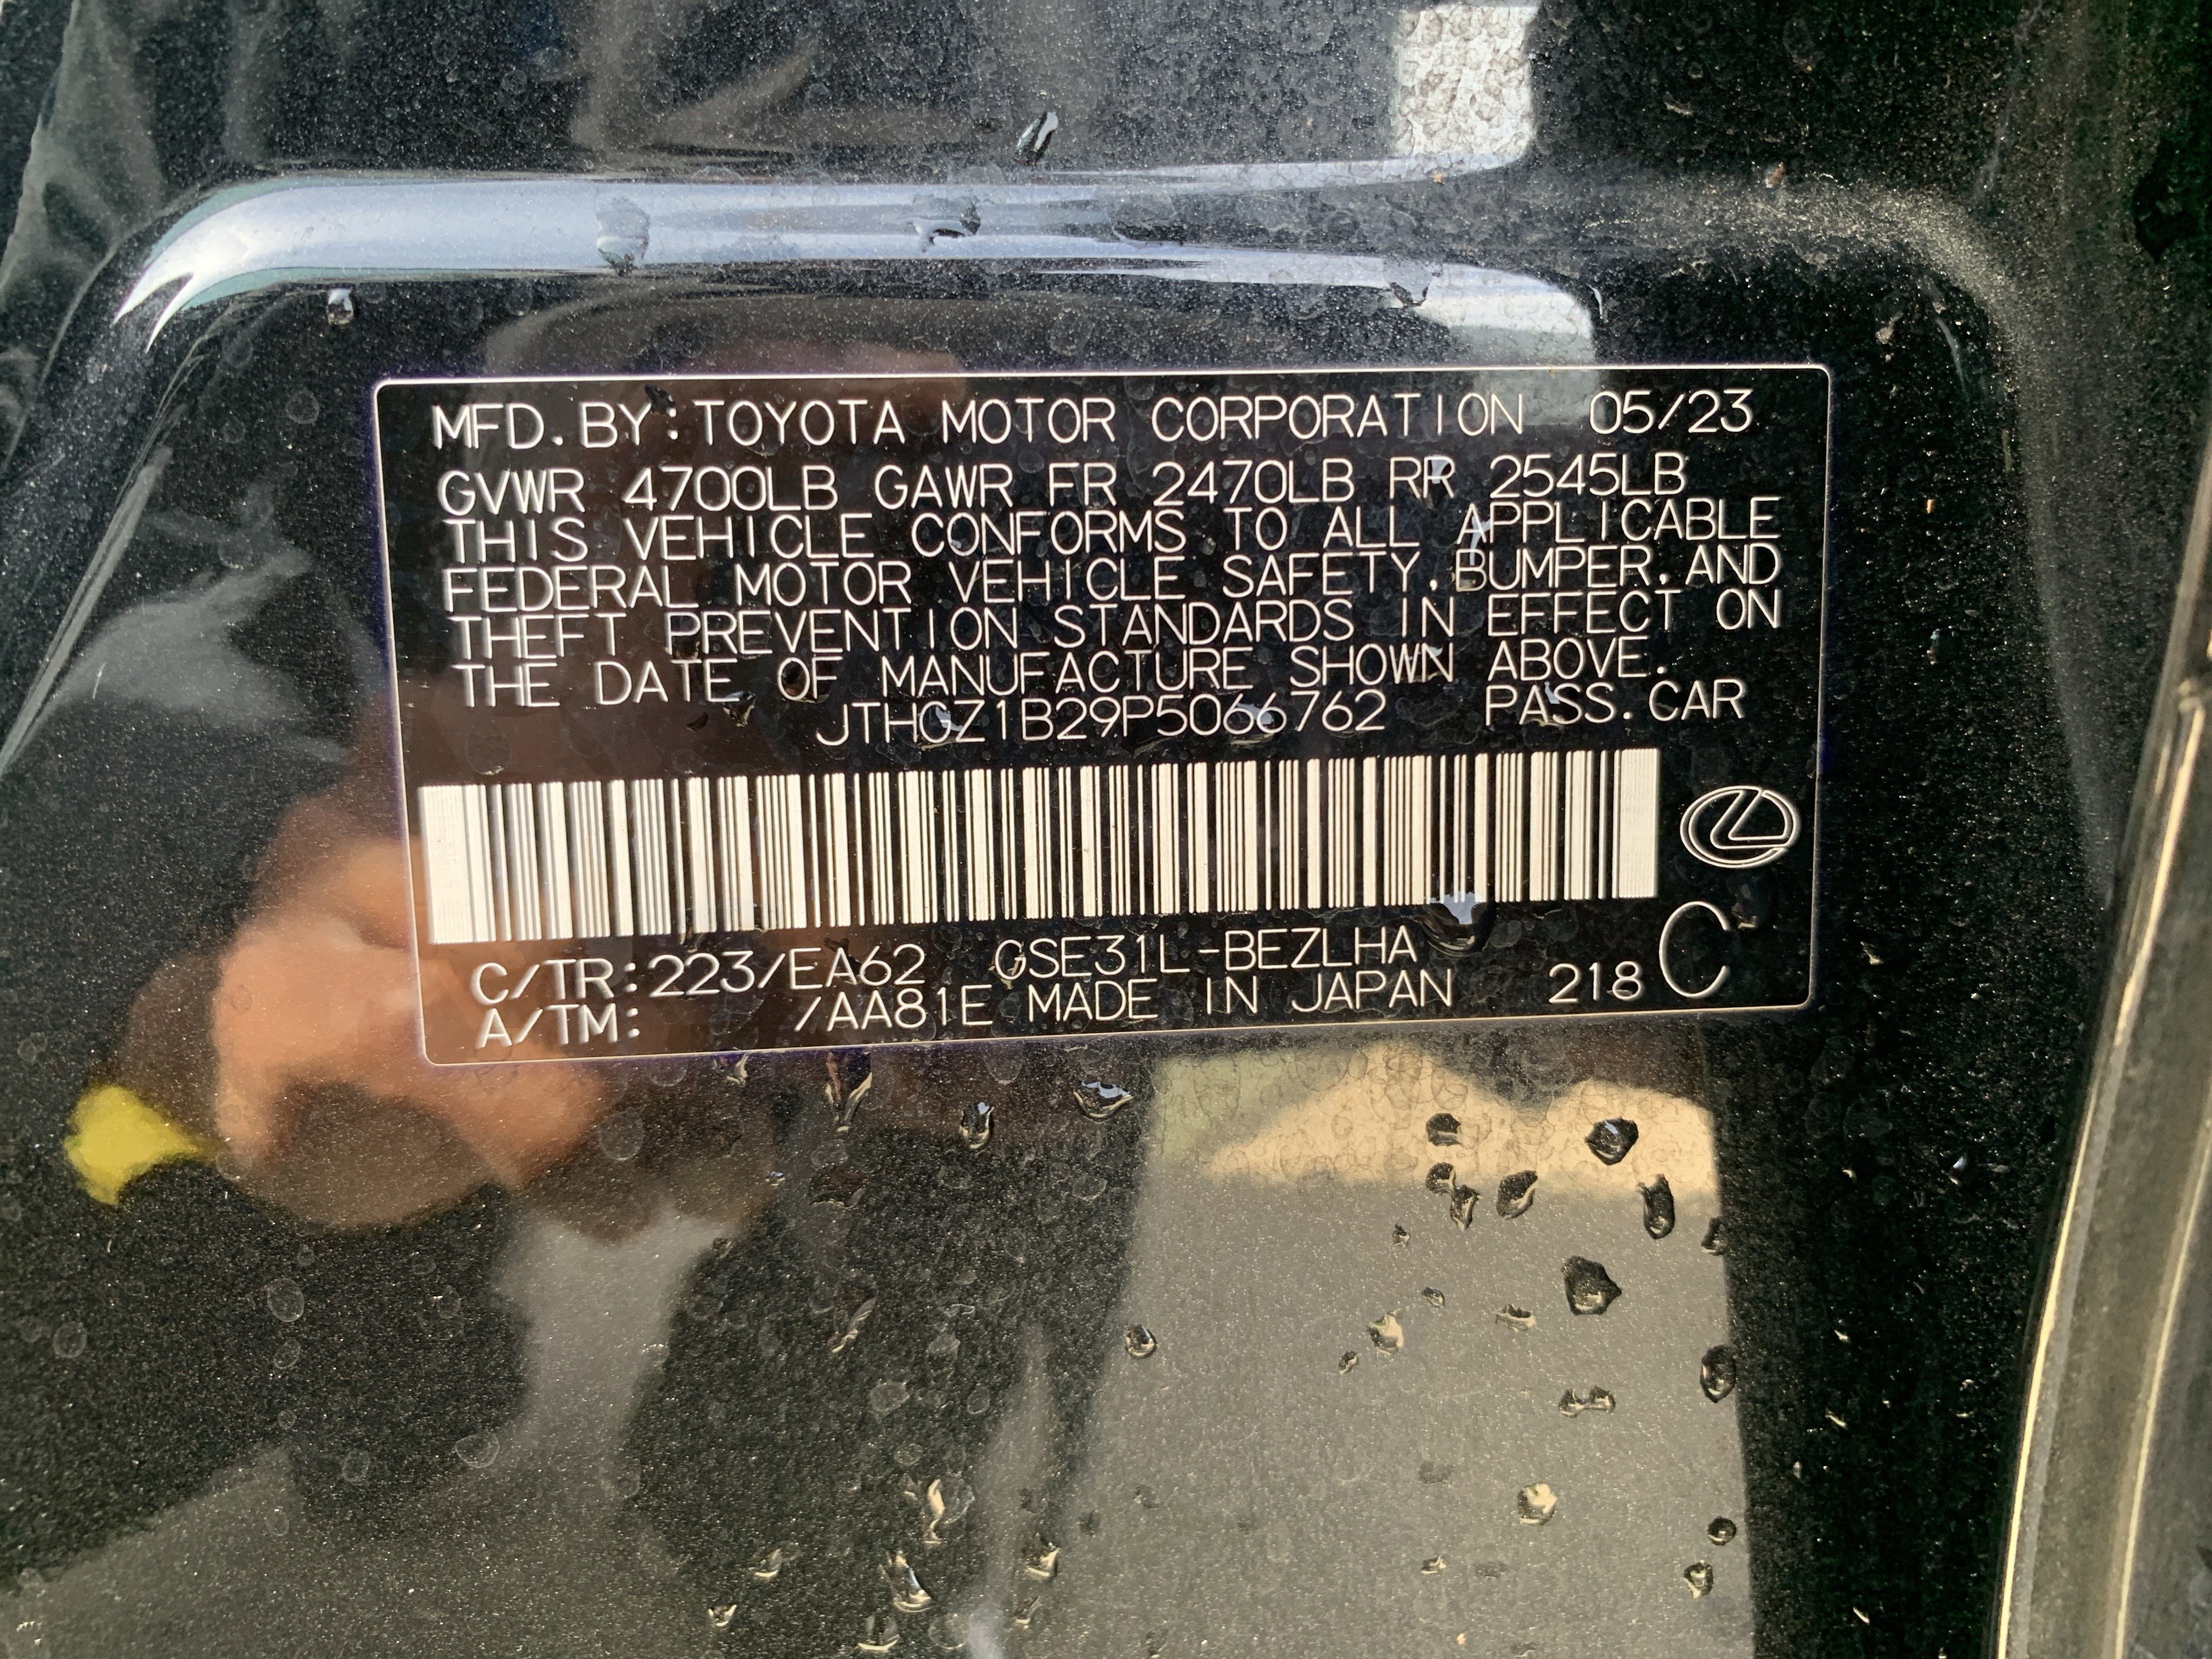 MFD.BY:TOYOTA MOTOR CORPORATION 05/23
GVWR 4700LB GAWR FR 2470LB RR 2545LB
THIS VEHICLE CONFORMS TO ALL APPLICABLE
FEDERAL MOTOR VEHICLE SAFETY,BUMPER,AND
THEFT PREVENTION STANDARDS IN EFFECT ON
THE DATE OF MANUFACTURE SHOWN ABOVE.
JTHGZ1B29P5066762 PASS.CAR
C/TR:223/EA62 GSE31L-BEZLHA
A/TM: /AA81E MADE IN JAPAN 218 C